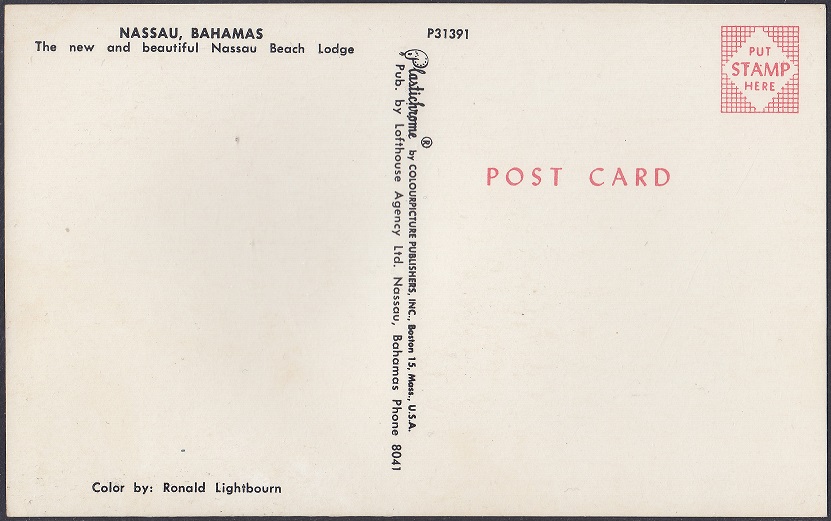 NASSAU, BAHAMAS
The new and beautiful Nassau Beach Lodge
P31391
Plastichrome ® by COLOURPICTURE PUBLISHERS, INC., Boston 15, Mass., U.S.A.
Pub. by Lofthouse Agency Ltd. Nassau, Bahamas Phone 8041
PUT
STAMP
HERE
POST CARD
Color by: Ronald Lightbourn